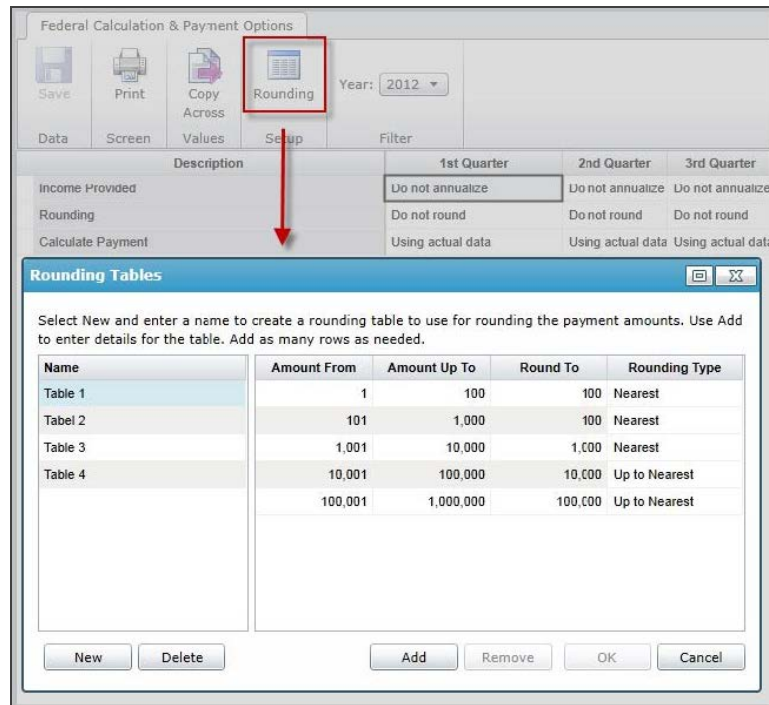 Federal Calculation & Payment Options
Save
Print
Copy Across
Rounding
Year: 2012
Data
Screen
Values
Setup
Filter
Description
1st Quarter
2nd Quarter
3rd Quarter
Income Provided
Do not annualize
Do not annualize
Do not annualize
Rounding
Do not round
Do not round
Do not round
Calculate Payment
Using actual data
Using actual data
Using actual data
Rounding Tables
Select New and enter a name to create a rounding table to use for rounding the payment amounts. Use Add
to enter details for the table. Add as many rows as needed.
Name
Table 1
Tabel 2
Table 3
Table 4
Amount From Amount Up To Round To Rounding Type
1 100 100 Nearest
101 1,000 100 Nearest
1,001 10,000 1,000 Nearest
10,001 100,000 10,000 Up to Nearest
100,001 1,000,000 100,000 Up to Nearest
New
Delete
Add
Remove
OK
Cancel